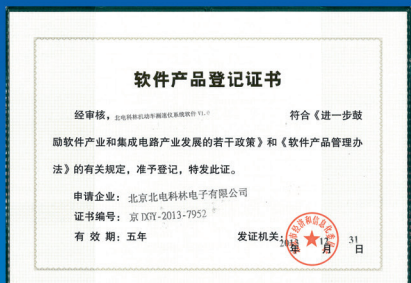 软件产品登记证书
经审核，北电科林机动车测速仪系统软件 V1.0 符合《进一步鼓
励软件产业和集成电路产业发展的若干政策》和《软件产品管理办
法》的有关规定，准予登记，特发此证。
申请企业：北京北电科林电子有限公司
证书编号：京 DGY-2013-7952
有 效 期：五年
发证机关：
2013 年 12 月 31 日